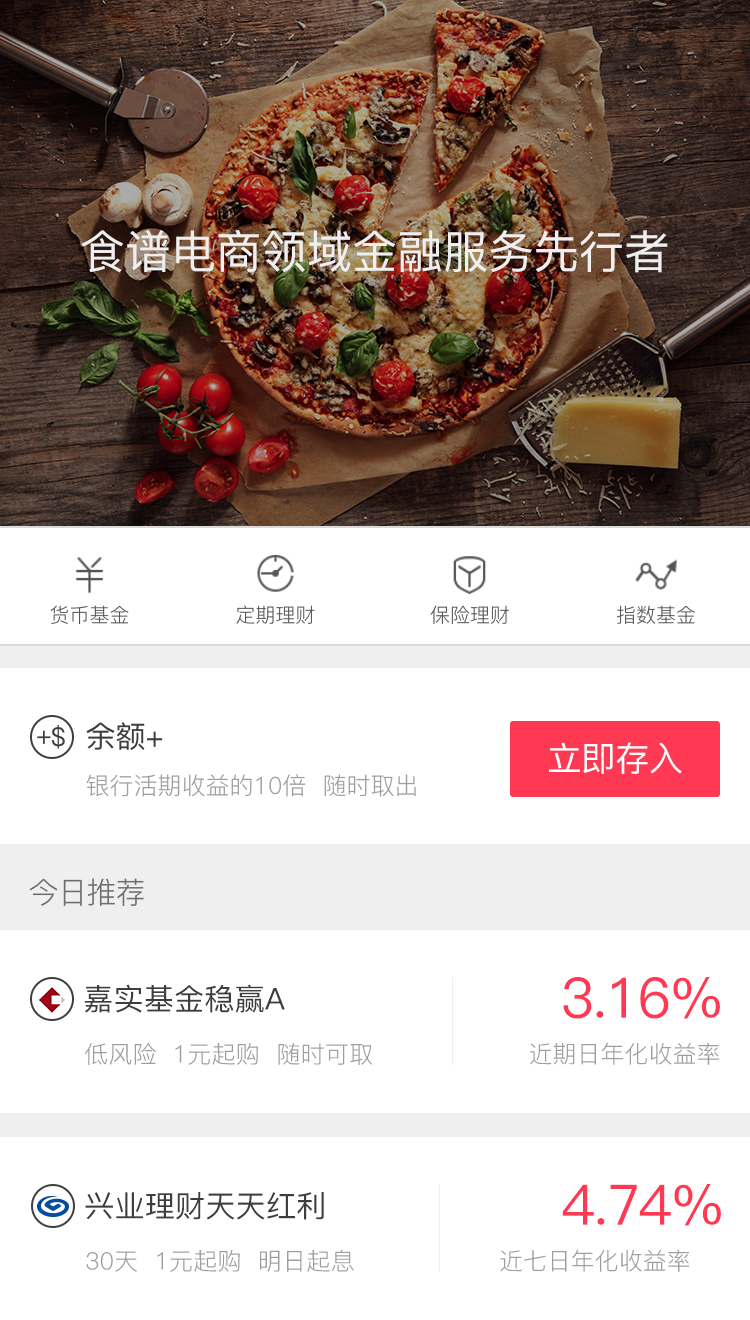 食谱电商领域金融服务先行者
货币基金 定期理财 保险理财 指数基金
+$ 余额+
银行活期收益的10倍 随时取出
立即存入
今日推荐
嘉实基金稳赢A
低风险 1元起购 随时可取
3.16%
近期日年化收益率
兴业理财天天红利
30天 1元起购 明日起息
4.74%
近七日年化收益率